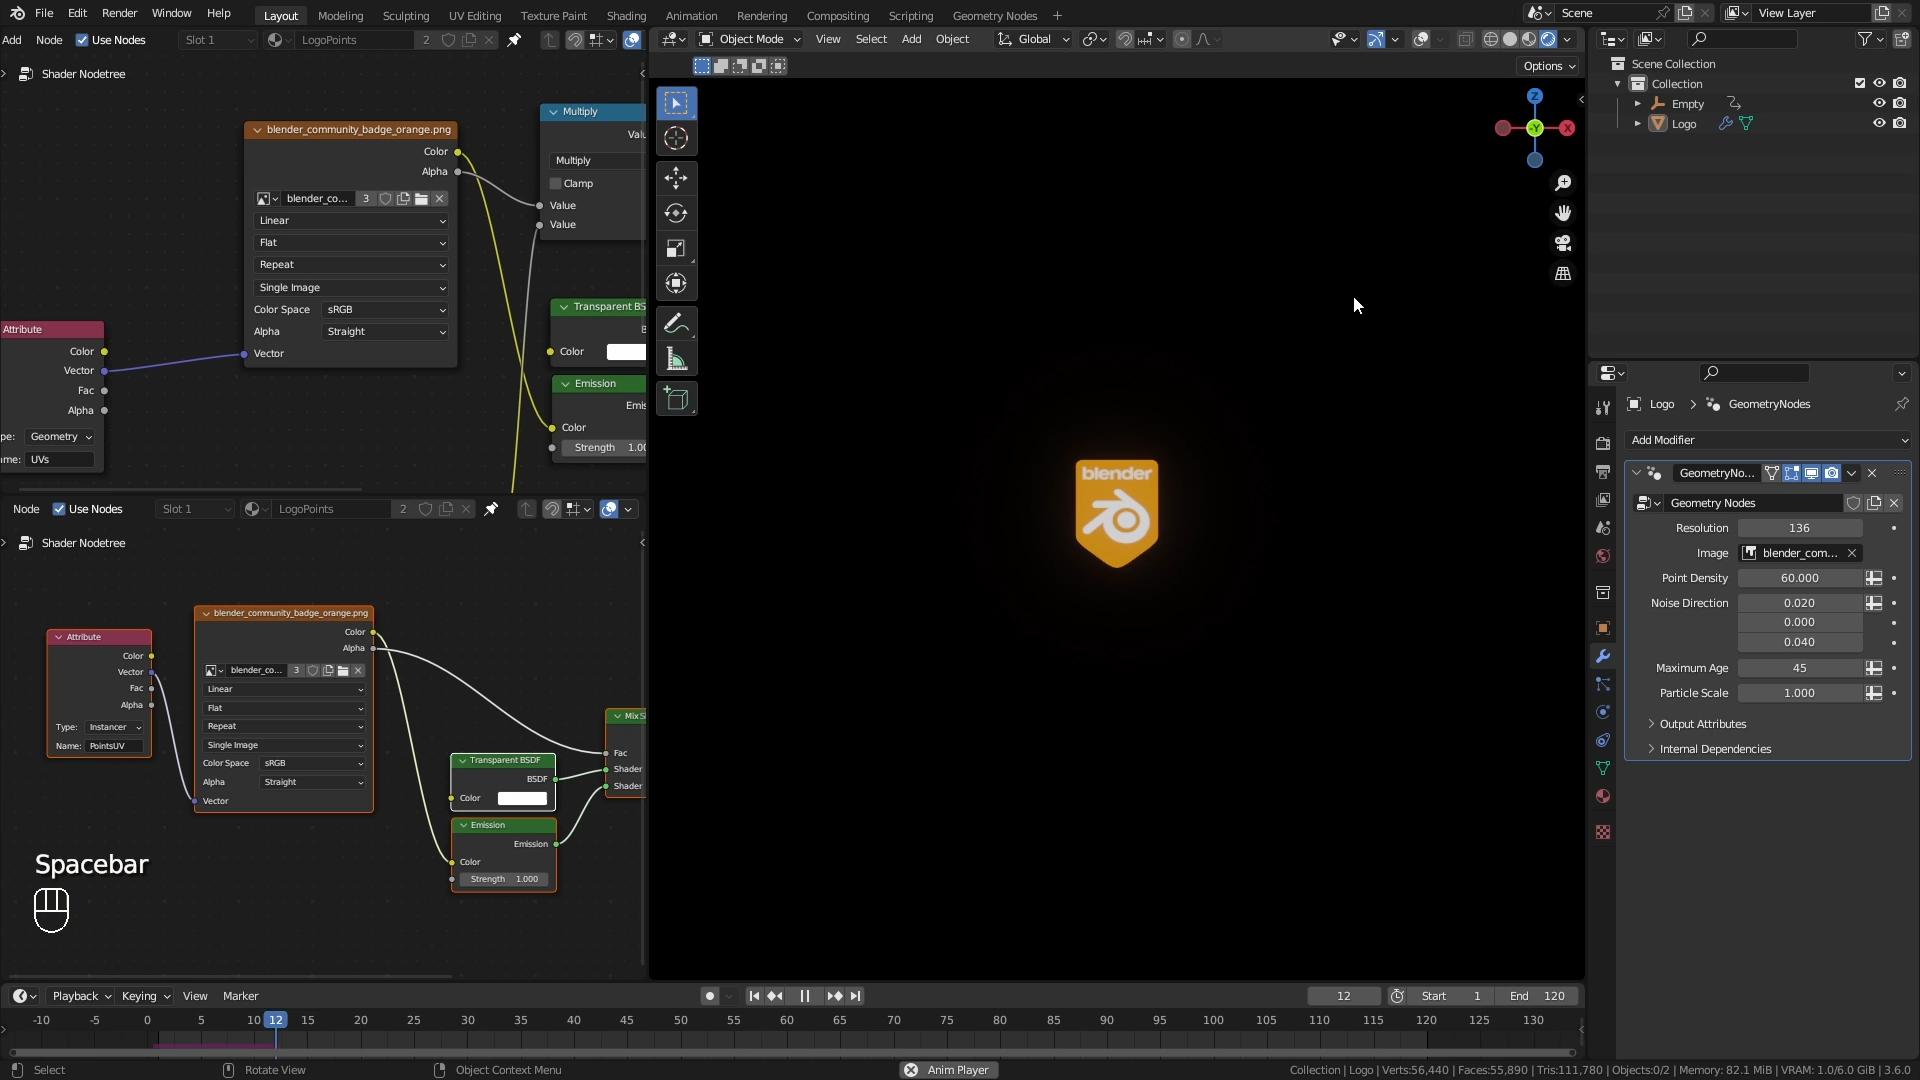 File Edit Render Window Help Layout Modeling Sculpting UV Editing Texture Paint Shading Animation Rendering Compositing Scripting Geometry Nodes + Scene View Layer
Add Node Use Nodes Slot 1 LogoPoints 2
Object Mode View Select Add Object Global
Options
Shader Nodetree
blender_community_badge_orange.png
Color
Alpha
blender_co... 3
Linear
Flat
Repeat
Single Image
Color Space sRGB
Alpha Straight
Vector
Attribute
Color
Vector
Fac
Alpha
pe: Geometry
me: UVs
Multiply
Valu
Multiply
Clamp
Value
Value
Transparent BS
B
Color
Emission
Emis
Color
Strength 1.00
Node Use Nodes Slot 1 LogoPoints 2
Shader Nodetree
Attribute
Color
Vector
Fac
Alpha
Type: Instancer
Name: PointsUV
blender_community_badge_orange.png
Color
Alpha
blender_co... 3
Linear
Flat
Repeat
Single Image
Color Space sRGB
Alpha Straight
Vector
Transparent BSDF
BSDF
Color
Emission
Emission
Color
Strength 1.000
Mix S
Fac
Shader
Shader
Spacebar
Z
-Y
X
blender
Scene Collection
Collection
Empty
Logo
Logo > GeometryNodes
Add Modifier
GeometryNo...
Geometry Nodes
Resolution 136
Image blender_com...
Point Density 60.000
Noise Direction 0.020
0.000
0.040
Maximum Age 45
Particle Scale 1.000
Output Attributes
Internal Dependencies
Playback Keying View Marker 12 Start 1 End 120
-10 -5 0 5 10 12 15 20 25 30 35 40 45 50 55 60 65 70 75 80 85 90 95 100 105 110 115 120 125 130
Select Rotate View Object Context Menu Anim Player Collection | Logo | Verts:56,440 | Faces:55,890 | Tris:111,780 | Objects:0/2 | Memory: 82.1 MiB | VRAM: 1.0/6.0 GiB | 3.6.0